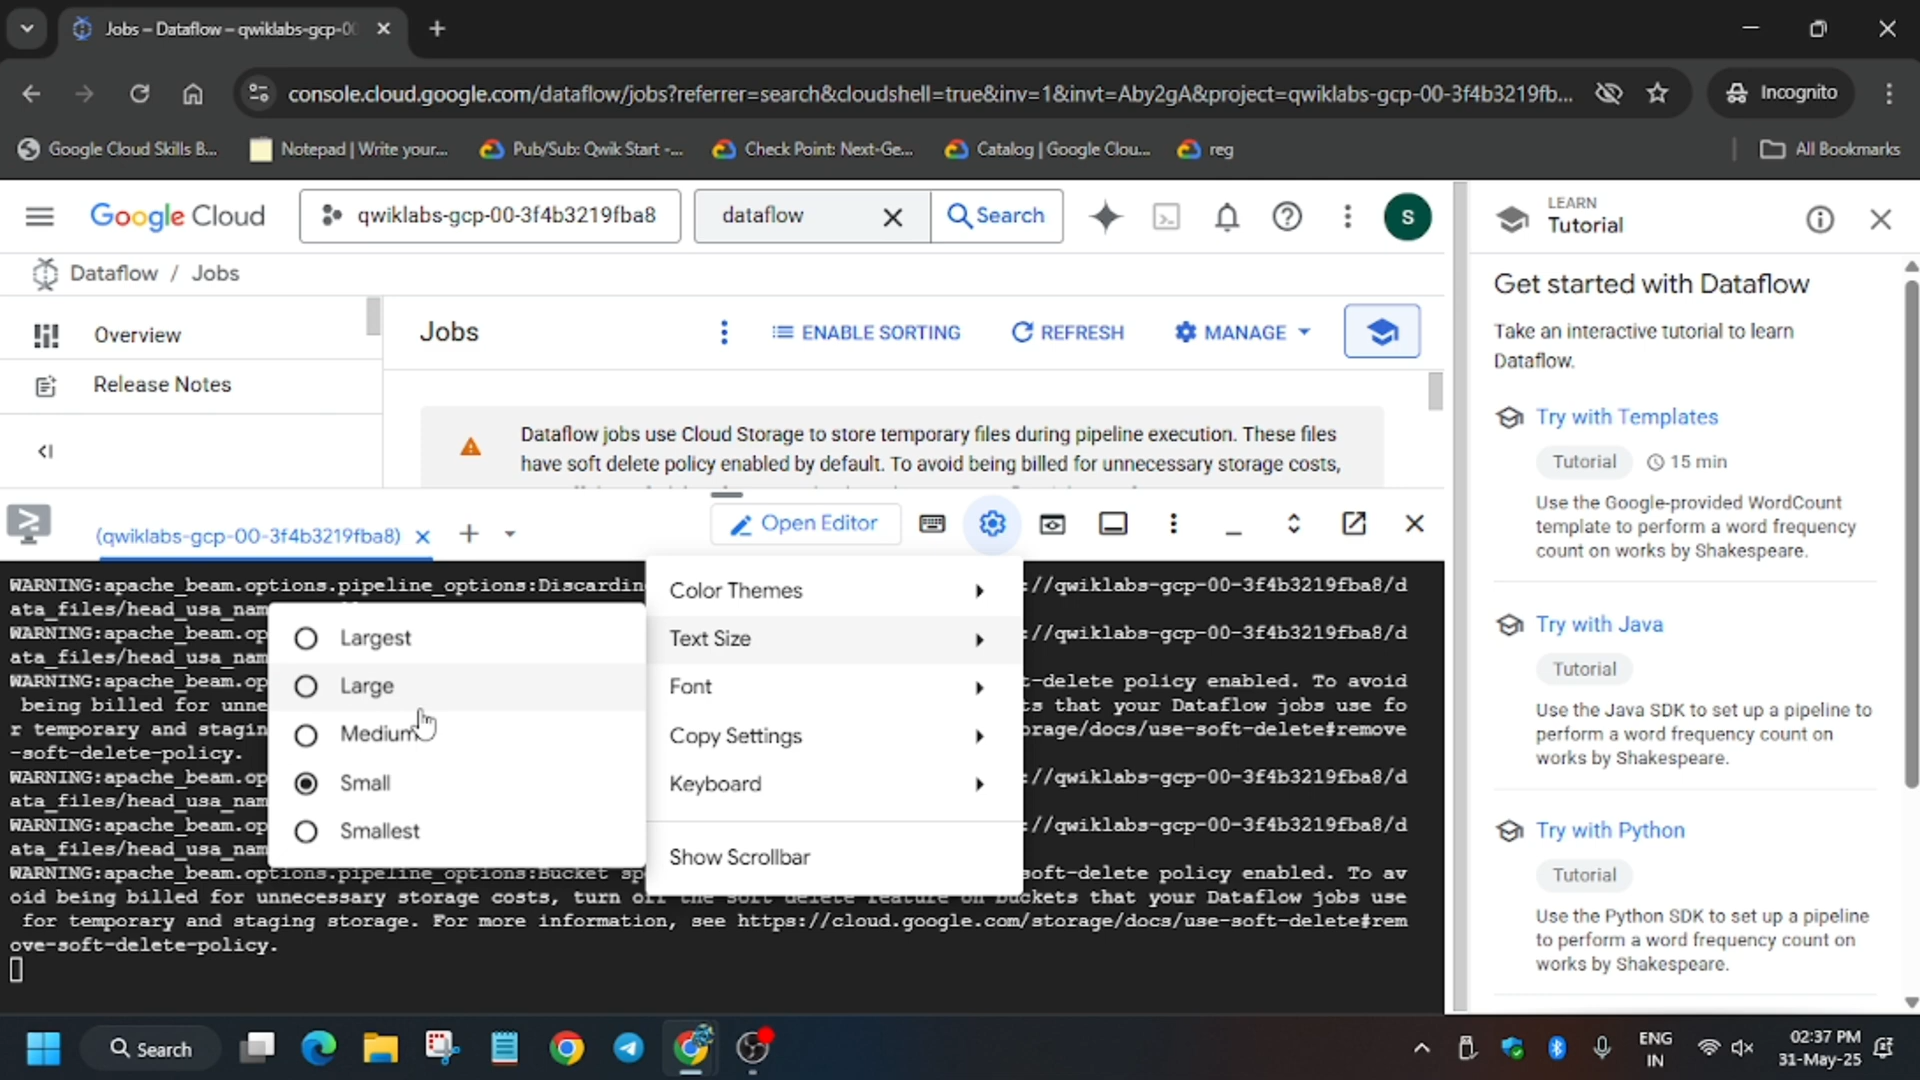 Jobs – Dataflow – qwiklabs-gcp-00
console.cloud.google.com/dataflow/jobs?referrer=search&cloudshell=true&inv=1&invt=Aby2gA&project=qwiklabs-gcp-00-3f4b3219fb...
Incognito
Google Cloud Skills B...
Notepad | Write your...
Pub/Sub: Qwik Start -...
Check Point: Next-Ge...
Catalog | Google Clou...
reg
All Bookmarks
Google Cloud
qwiklabs-gcp-00-3f4b3219fba8
dataflow
Search
S
LEARN
Tutorial
Dataflow / Jobs
Overview
Release Notes
Jobs
ENABLE SORTING
REFRESH
MANAGE
Dataflow jobs use Cloud Storage to store temporary files during pipeline execution. These files
have soft delete policy enabled by default. To avoid being billed for unnecessary storage costs,
Get started with Dataflow
Take an interactive tutorial to learn
Dataflow.
Try with Templates
Tutorial
15 min
Use the Google-provided WordCount
template to perform a word frequency
count on works by Shakespeare.
Try with Java
Tutorial
Use the Java SDK to set up a pipeline to
perform a word frequency count on
works by Shakespeare.
Try with Python
Tutorial
Use the Python SDK to set up a pipeline
to perform a word frequency count on
works by Shakespeare.
(qwiklabs-gcp-00-3f4b3219fba8)
Open Editor
WARNING:apache_beam.options.pipeline_options:Discardin ://qwiklabs-gcp-00-3f4b3219fba8/d
ata_files/head_usa_nam
WARNING:apache_beam.op ://qwiklabs-gcp-00-3f4b3219fba8/d
ata_files/head_usa_nam
WARNING:apache_beam.op t-delete policy enabled. To avoid
being billed for unne ts that your Dataflow jobs use fo
r temporary and stagin orage/docs/use-soft-delete#remove
-soft-delete-policy.
WARNING:apache_beam.op ://qwiklabs-gcp-00-3f4b3219fba8/d
ata_files/head_usa_nam
WARNING:apache_beam.op ://qwiklabs-gcp-00-3f4b3219fba8/d
ata_files/head_usa_nam
WARNING:apache_beam.options.pipeline_options:Bucket sp soft-delete policy enabled. To av
oid being billed for unnecessary storage costs, turn off the soft delete feature on buckets that your Dataflow jobs use
for temporary and staging storage. For more information, see https://cloud.google.com/storage/docs/use-soft-delete#rem
ove-soft-delete-policy.
Color Themes
Text Size
Font
Copy Settings
Keyboard
Show Scrollbar
Largest
Large
Medium
Small
Smallest
Search
ENG
IN
02:37 PM
31-May-25